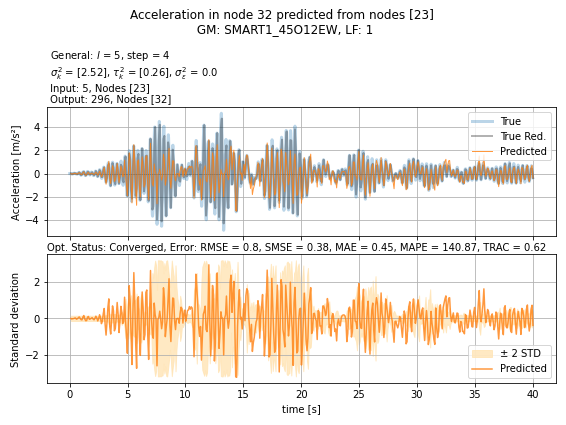 Acceleration in node 32 predicted from nodes [23]
GM: SMART1_45O12EW, LF: 1
General: l = 5, step = 4
σ²ₖ = [2.52], τ²ₖ = [0.26], σ²ε = 0.0
Input: 5, Nodes [23]
Output: 296, Nodes [32]
Acceleration [m/s²]
4
2
0
−2
−4
True
True Red.
Predicted
Opt. Status: Converged, Error: RMSE = 0.8, SMSE = 0.38, MAE = 0.45, MAPE = 140.87, TRAC = 0.62
Standard deviation
2
0
−2
± 2 STD
Predicted
0 5 10 15 20 25 30 35 40
time [s]